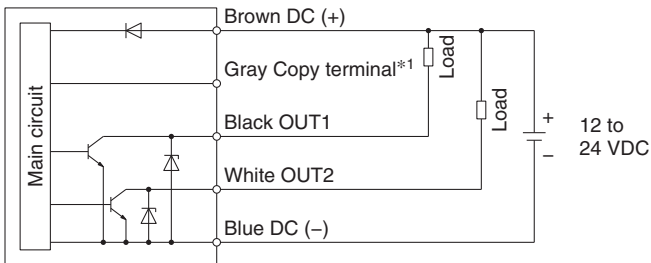 Brown DC (+)
Gray Copy terminal*1
Black OUT1
White OUT2
Blue DC (−)
Main circuit
Load
Load
+
−
12 to
24 VDC